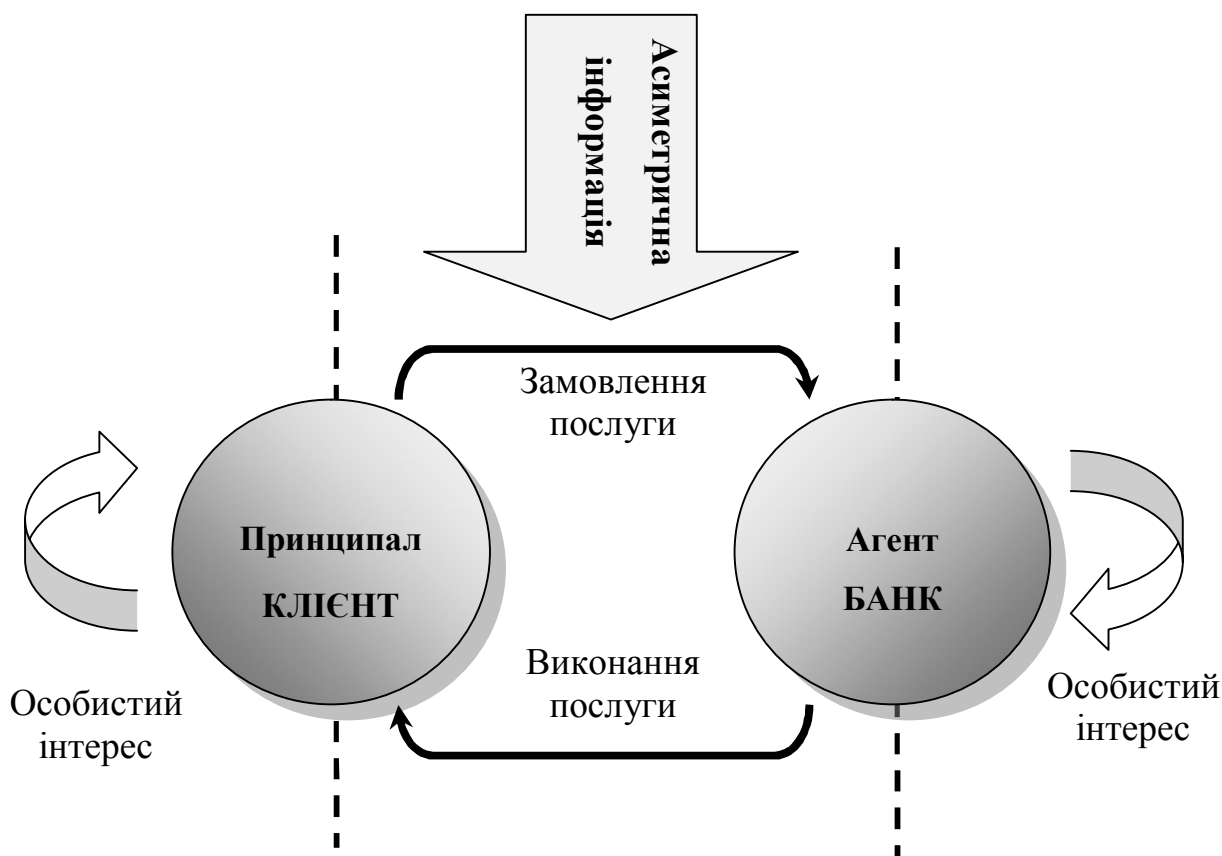 Асиметрична
інформація
Замовлення
послуги
Принципал
КЛІЄНТ
Агент
БАНК
Виконання
послуги
Особистий
інтерес
Особистий
інтерес